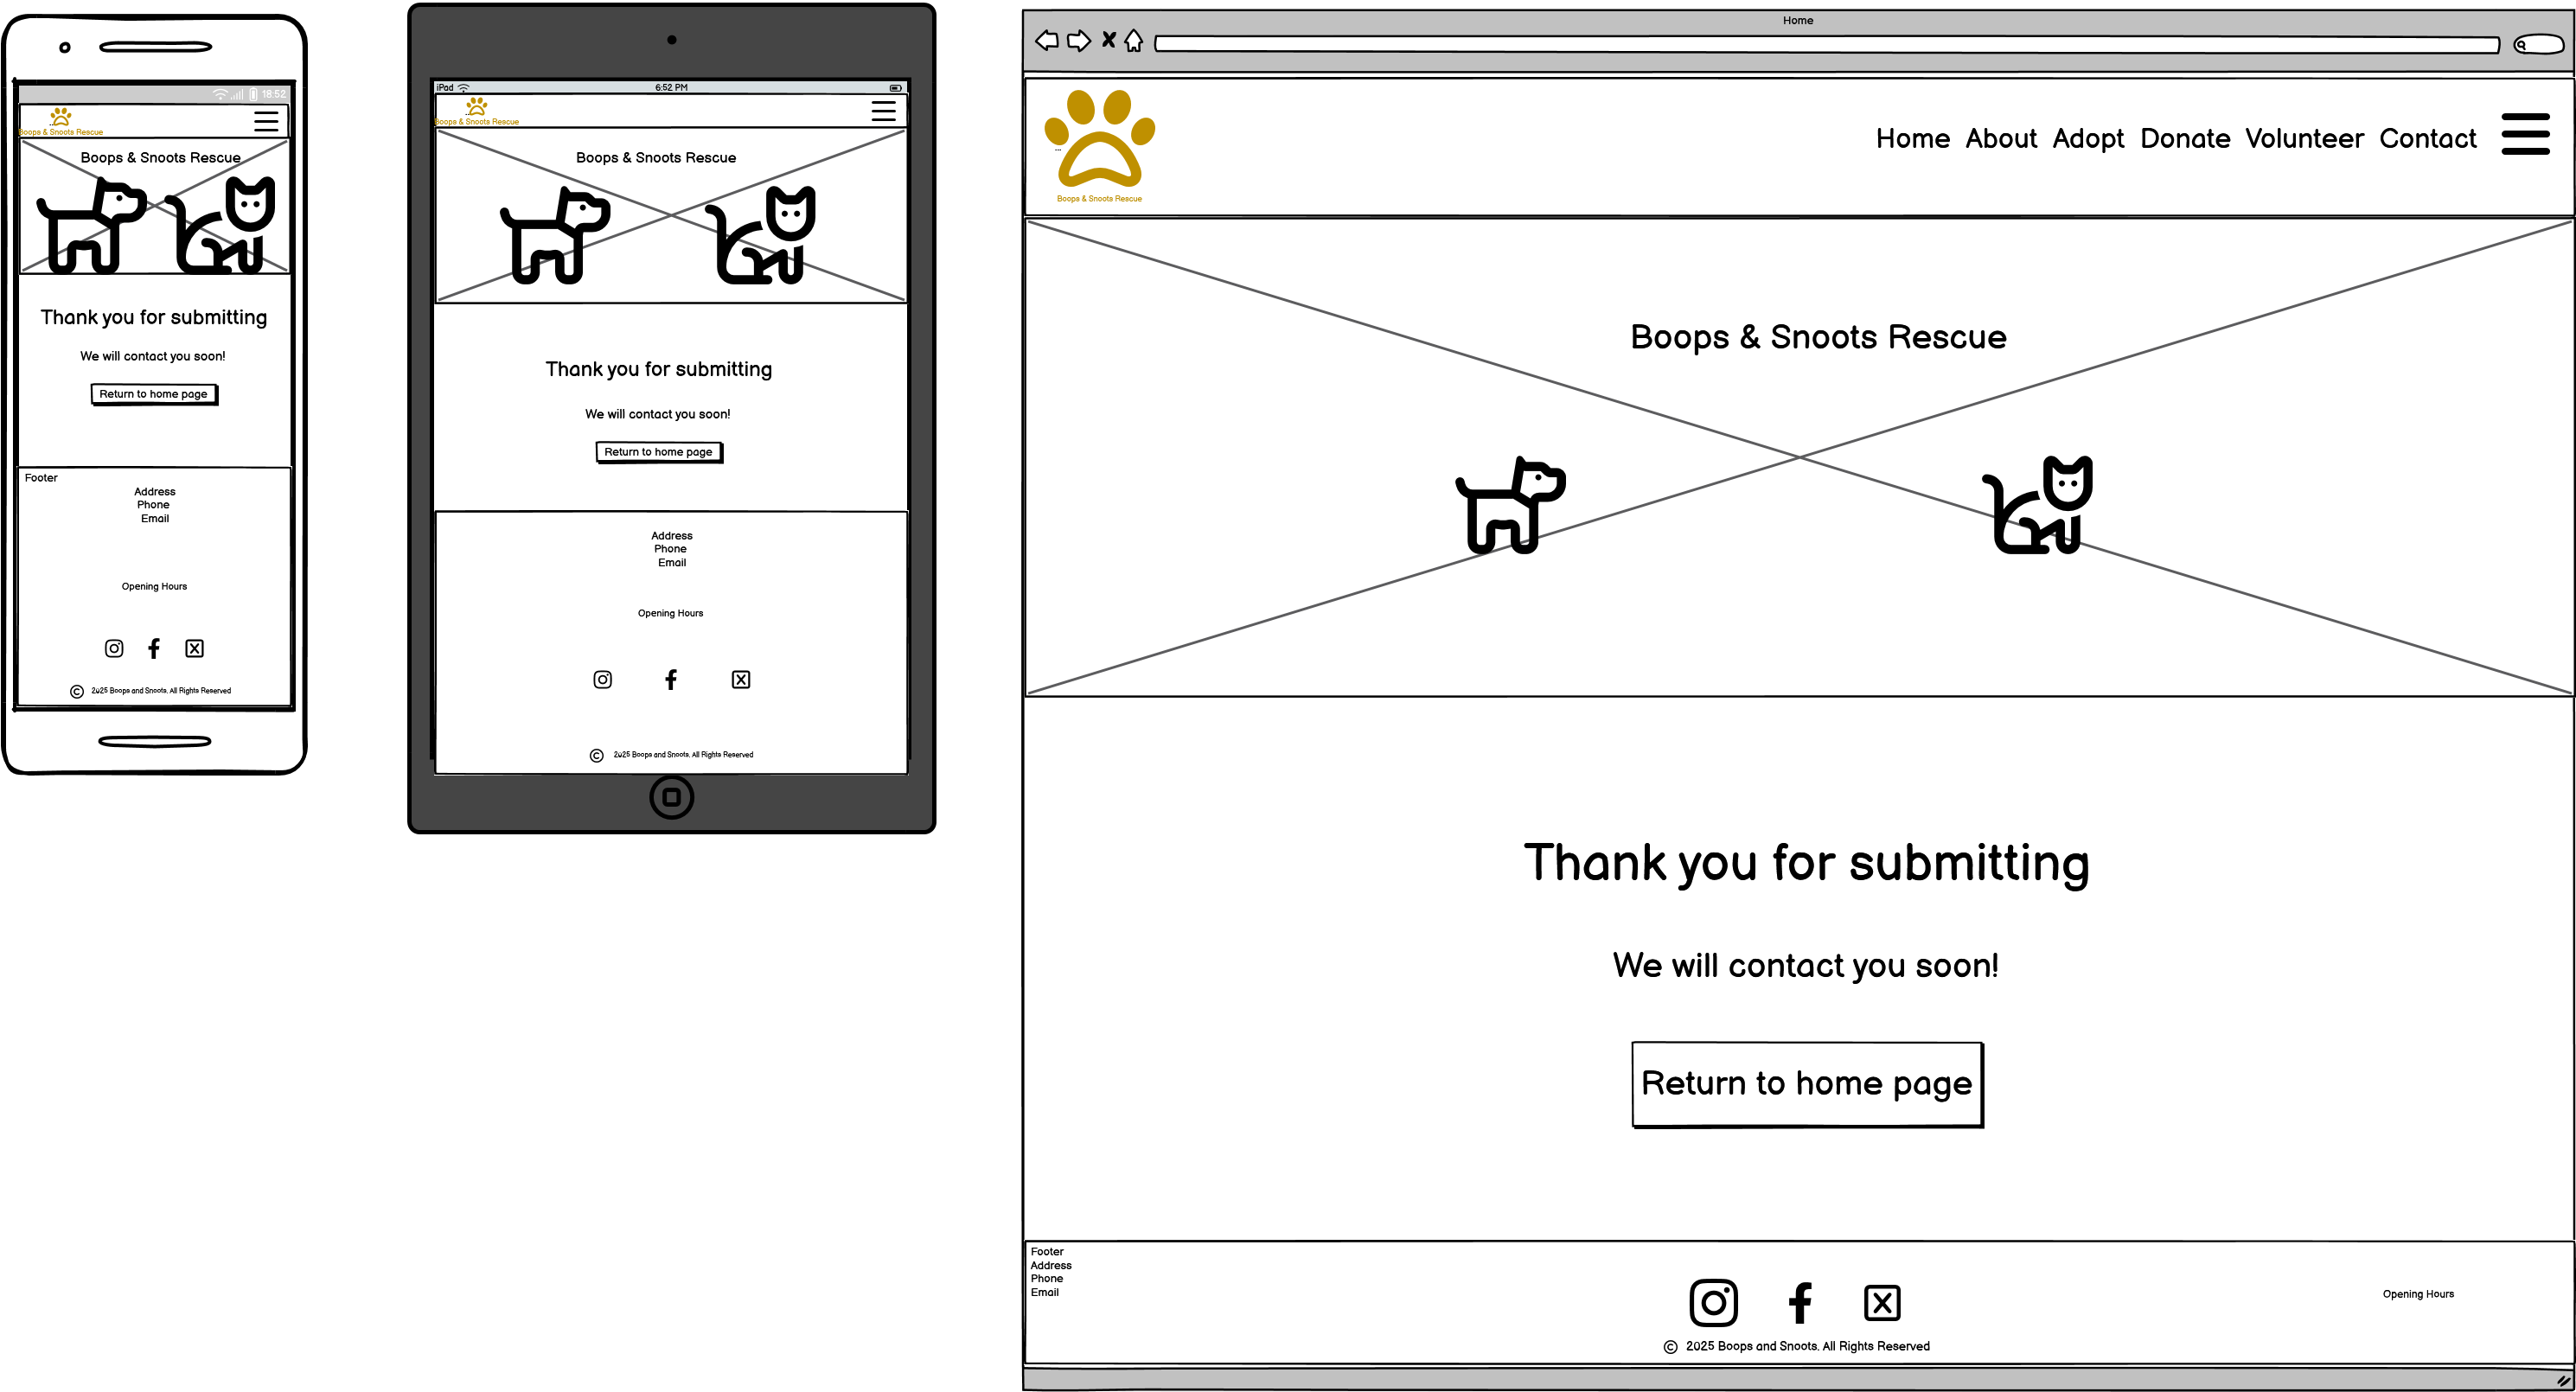 18:52
Boops & Snoots Rescue
Boops & Snoots Rescue
Thank you for submitting
We will contact you soon!
Return to home page
Footer
Address
Phone
Email
Opening Hours
© 2025 Boops and Snoots. All Rights Reserved
iPad 6:52 PM
Boops & Snoots Rescue
Boops & Snoots Rescue
Thank you for submitting
We will contact you soon!
Return to home page
Address
Phone
Email
Opening Hours
© 2025 Boops and Snoots. All Rights Reserved
Home
Home About Adopt Donate Volunteer Contact
Boops & Snoots Rescue
Boops & Snoots Rescue
Thank you for submitting
We will contact you soon!
Return to home page
Footer
Address
Phone
Email
Opening Hours
© 2025 Boops and Snoots. All Rights Reserved